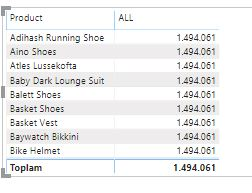 Product ALL
Adihash Running Shoe 1.494.061
Aino Shoes 1.494.061
Atles Lussekofta 1.494.061
Baby Dark Lounge Suit 1.494.061
Balett Shoes 1.494.061
Basket Shoes 1.494.061
Basket Vest 1.494.061
Baywatch Bikkini 1.494.061
Bike Helmet 1.494.061
Toplam 1.494.061